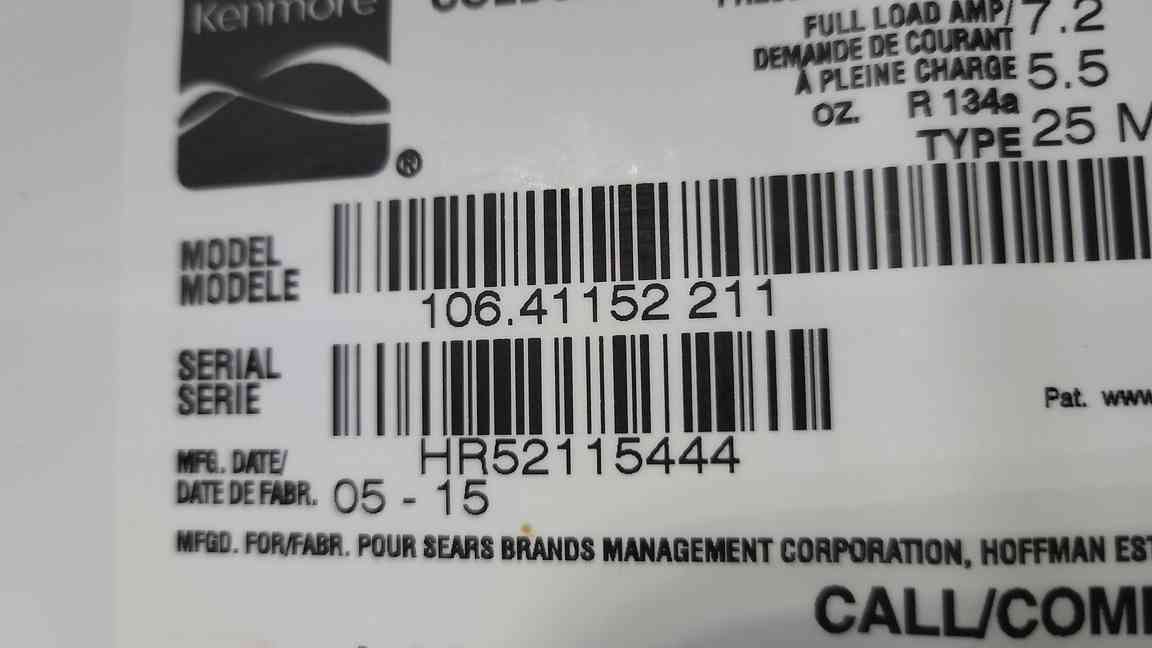 Kenmore
FULL LOAD AMP/ 7.2
DEMANDE DE COURANT
À PLEINE CHARGE 5.5
OZ. R 134a
TYPE 25 M
®
MODEL
MODELE
106.41152 211
SERIAL
SERIE
Pat. www
HR52115444
MFG. DATE/
DATE DE FABR. 05 - 15
MFGD. FOR/FABR. POUR SEARS BRANDS MANAGEMENT CORPORATION, HOFFMAN EST
CALL/COM